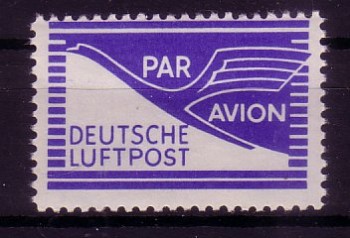 PAR
AVION
DEUTSCHE
LUFTPOST